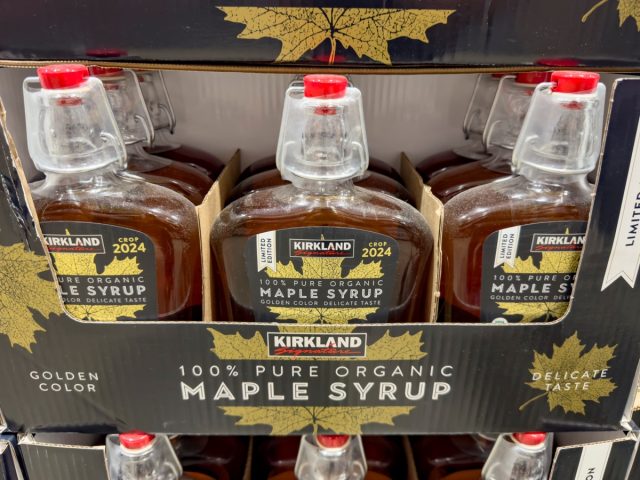 KIRKLAND
CROP
2024
100% PURE ORGANIC
MAPLE SYRUP
GOLDEN COLOR DELICATE TASTE
LIMITED
EDITION
KIRKLAND
Signature
CROP
2024
100% PURE ORGANIC
MAPLE SYRUP
GOLDEN COLOR DELICATE TASTE
LIMITED
EDITION
KIRKLAND
100% PURE ORGANIC
MAPLE SYRUP
GOLDEN COLOR DELICATE
LIMITED
KIRKLAND
Signature
100% PURE ORGANIC
MAPLE SYRUP
GOLDEN
COLOR
DELICATE
TASTE